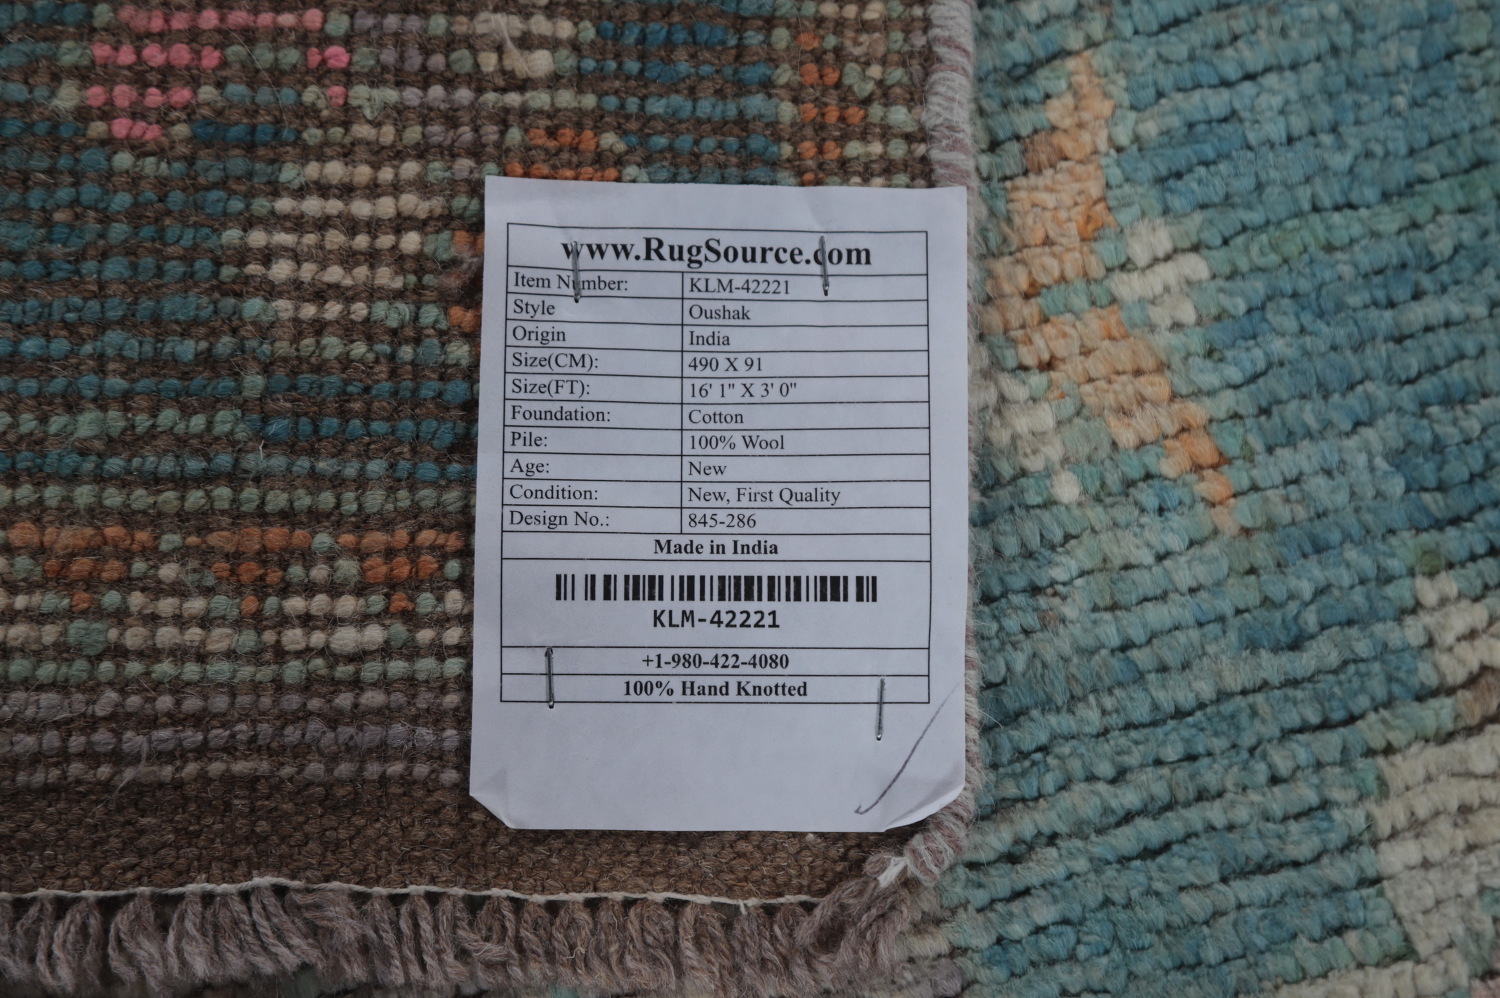 www.RugSource.com
Item Number: KLM-42221
Style Oushak
Origin India
Size(CM): 490 X 91
Size(FT): 16' 1" X 3' 0"
Foundation: Cotton
Pile: 100% Wool
Age: New
Condition: New, First Quality
Design No.: 845-286
Made in India
KLM-42221
+1-980-422-4080
100% Hand Knotted